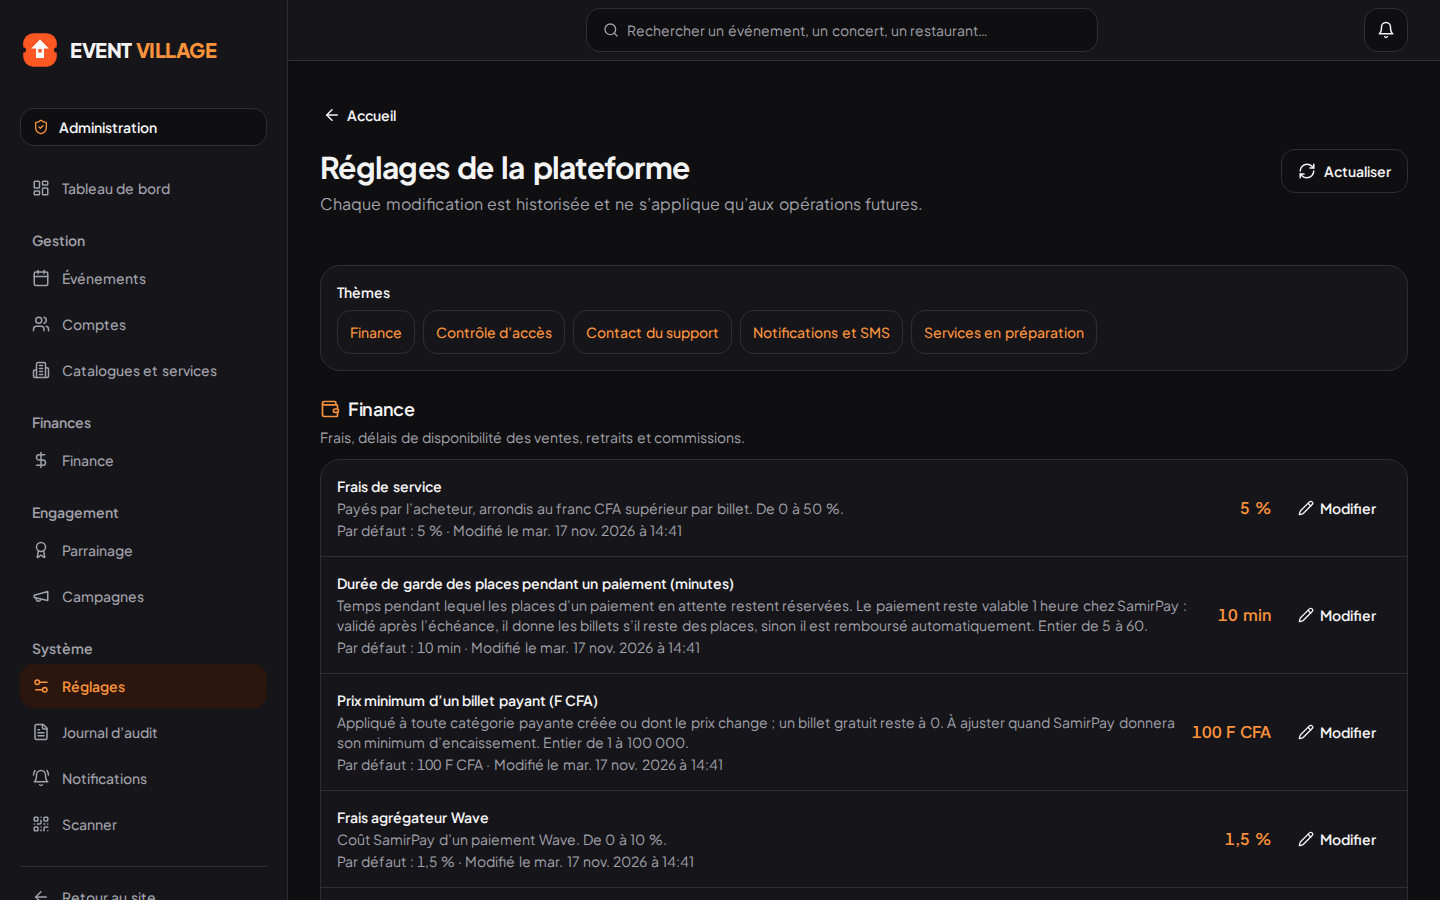 EVENT VILLAGE
Rechercher un événement, un concert, un restaurant…
Administration
Tableau de bord
Gestion
Événements
Comptes
Catalogues et services
Finances
Finance
Engagement
Parrainage
Campagnes
Système
Réglages
Journal d’audit
Notifications
Scanner
Retour au site
Accueil
Réglages de la plateforme
Chaque modification est historisée et ne s’applique qu’aux opérations futures.
Actualiser
Thèmes
Finance
Contrôle d’accès
Contact du support
Notifications et SMS
Services en préparation
Finance
Frais, délais de disponibilité des ventes, retraits et commissions.
Frais de service
Payés par l’acheteur, arrondis au franc CFA supérieur par billet. De 0 à 50 %.
Par défaut : 5 % · Modifié le mar. 17 nov. 2026 à 14:41
5 %
Modifier
Durée de garde des places pendant un paiement (minutes)
Temps pendant lequel les places d’un paiement en attente restent réservées. Le paiement reste valable 1 heure chez SamirPay :
validé après l’échéance, il donne les billets s’il reste des places, sinon il est remboursé automatiquement. Entier de 5 à 60.
Par défaut : 10 min · Modifié le mar. 17 nov. 2026 à 14:41
10 min
Modifier
Prix minimum d’un billet payant (F CFA)
Appliqué à toute catégorie payante créée ou dont le prix change ; un billet gratuit reste à 0. À ajuster quand SamirPay donnera
son minimum d’encaissement. Entier de 1 à 100 000.
Par défaut : 100 F CFA · Modifié le mar. 17 nov. 2026 à 14:41
100 F CFA
Modifier
Frais agrégateur Wave
Coût SamirPay d’un paiement Wave. De 0 à 10 %.
Par défaut : 1,5 % · Modifié le mar. 17 nov. 2026 à 14:41
1,5 %
Modifier